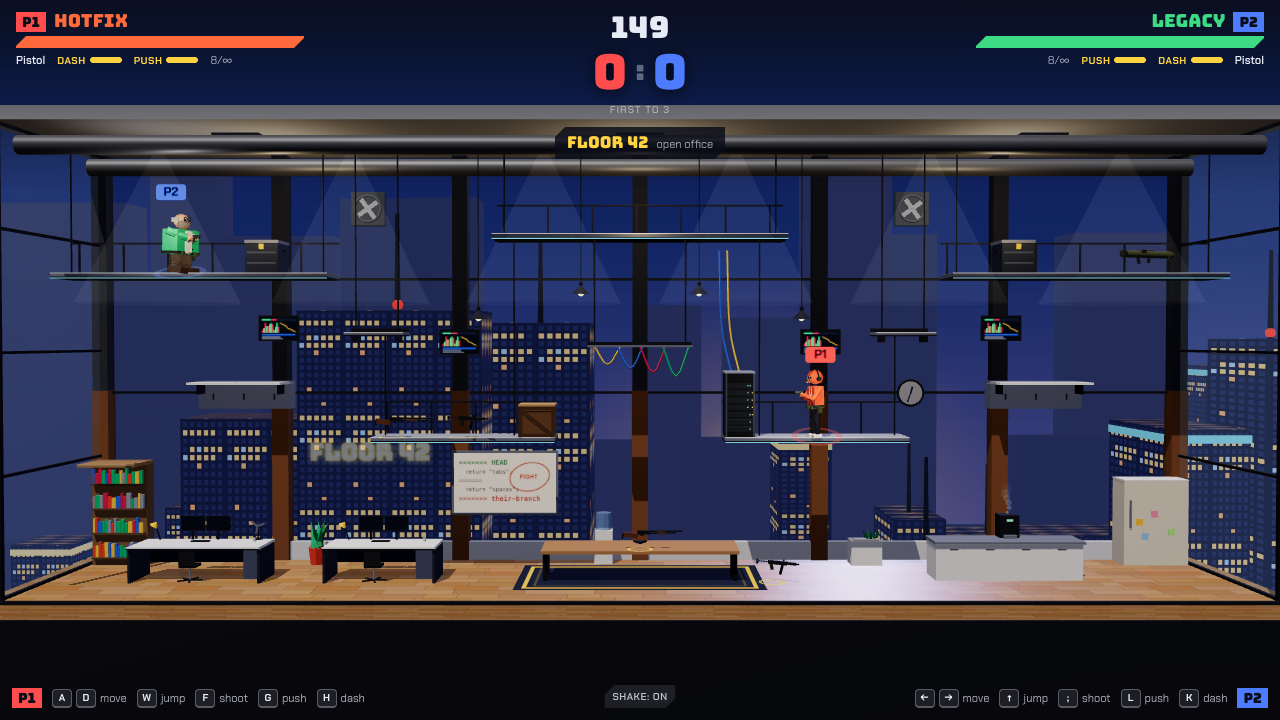 P1 HOTFIX
149
LEGACY P2
0 : 0
Pistol DASH PUSH 8/∞
8/∞ PUSH DASH Pistol
FIRST TO 3
FLOOR 42 open office
P2
P1
FLOOR 42
<<<<<<< HEAD
return "tabs"
=======
return "spaces"
>>>>>>> their-branch
FIGHT
P1 A D move W jump F shoot G push H dash
SHAKE: ON
← → move ↑ jump ; shoot L push K dash P2